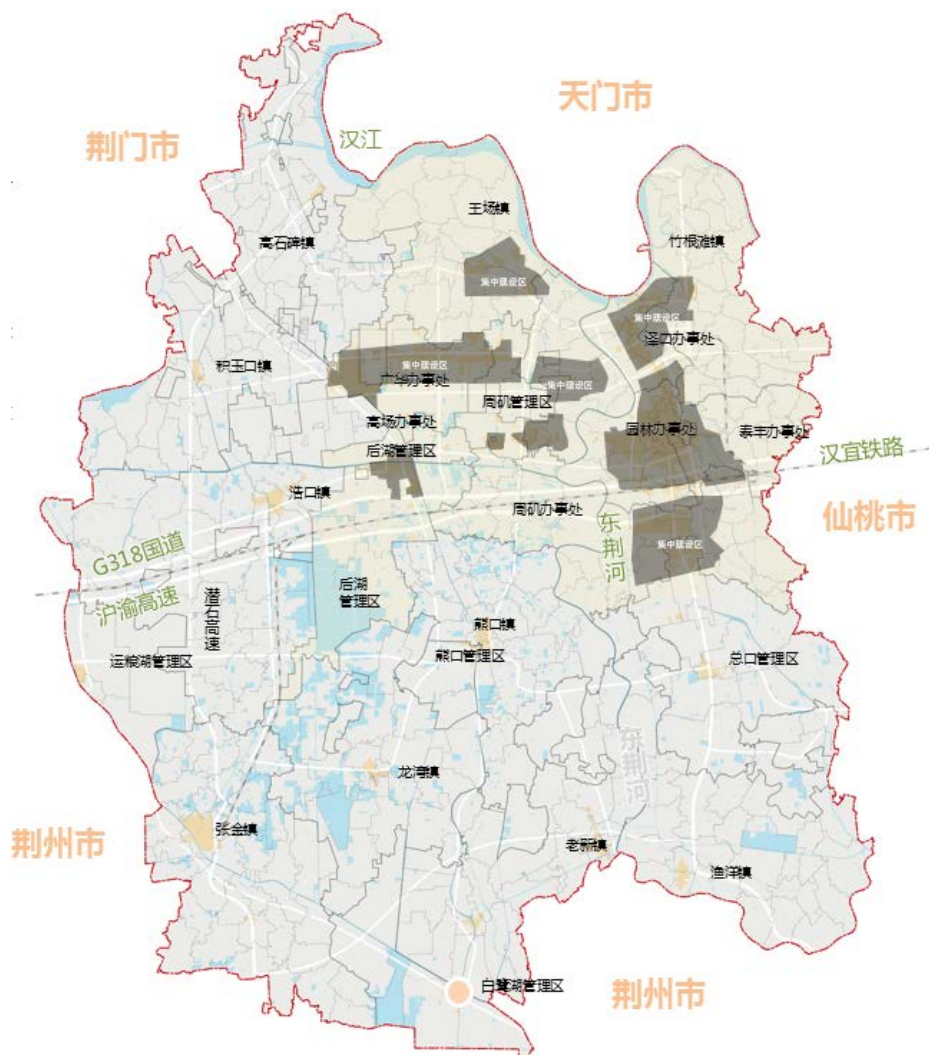 天门市
荆门市
汉江
王场镇
高石碑镇
竹根滩镇
集中建设区
集中建设区
泽口办事处
集中建设区
积玉口镇
广华办事处
集中建设区
周矶管理区
高场办事处
园林办事处
泰丰办事处
后湖管理区
汉宜铁路
浩口镇
周矶办事处
仙桃市
东荆河
G318国道
集中建设区
沪渝高速
潜石高速
后湖
管理区
熊口镇
运粮湖管理区
熊口管理区
总口管理区
东荆河
龙湾镇
张金镇
荆州市
老新镇
渔洋镇
白鹭湖管理区
荆州市